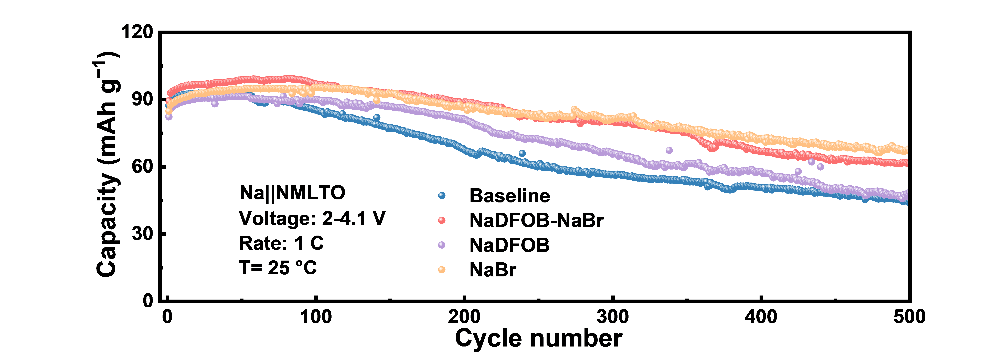 120
90
60
30
0
Capacity (mAh g⁻¹)
Na||NMLTO
Voltage: 2-4.1 V
Rate: 1 C
T= 25 °C
Baseline
NaDFOB-NaBr
NaDFOB
NaBr
0 100 200 300 400 500
Cycle number